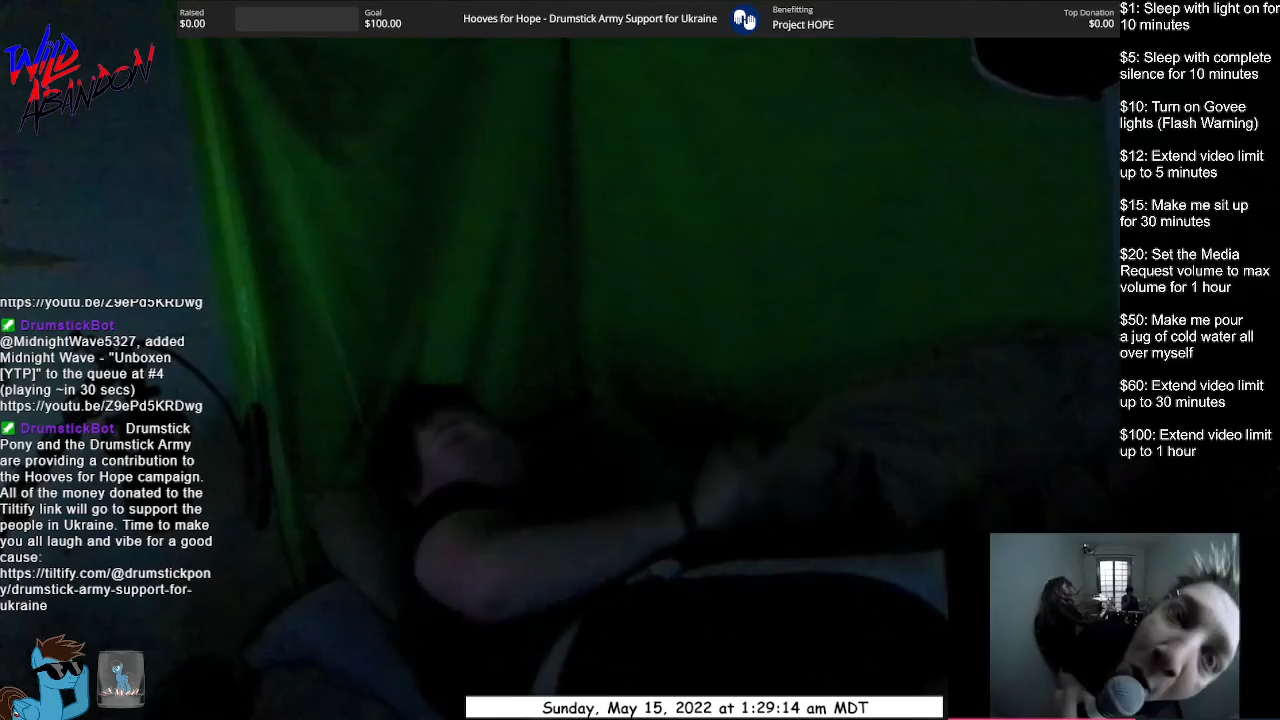 Raised
$0.00
Goal
$100.00
Hooves for Hope - Drumstick Army Support for Ukraine
Benefitting
Project HOPE
Top Donation
$0.00
WILD
ABANDON
$1: Sleep with light on for
10 minutes
$5: Sleep with complete
silence for 10 minutes
$10: Turn on Govee
lights (Flash Warning)
$12: Extend video limit
up to 5 minutes
$15: Make me sit up
for 30 minutes
$20: Set the Media
Request volume to max
volume for 1 hour
$50: Make me pour
a jug of cold water all
over myself
$60: Extend video limit
up to 30 minutes
$100: Extend video limit
up to 1 hour
https://youtu.be/Z9ePd5KRDwg
DrumstickBot
@MidnightWave5327, added
Midnight Wave - "Unboxen
[YTP]" to the queue at #4
(playing ~in 30 secs)
https://youtu.be/Z9ePd5KRDwg
DrumstickBot Drumstick
Pony and the Drumstick Army
are providing a contribution to
the Hooves for Hope campaign.
All of the money donated to the
Tiltify link will go to support the
people in Ukraine. Time to make
you all laugh and vibe for a good
cause:
https://tiltify.com/@drumstickpon
y/drumstick-army-support-for-
ukraine
Sunday, May 15, 2022 at 1:29:14 am MDT